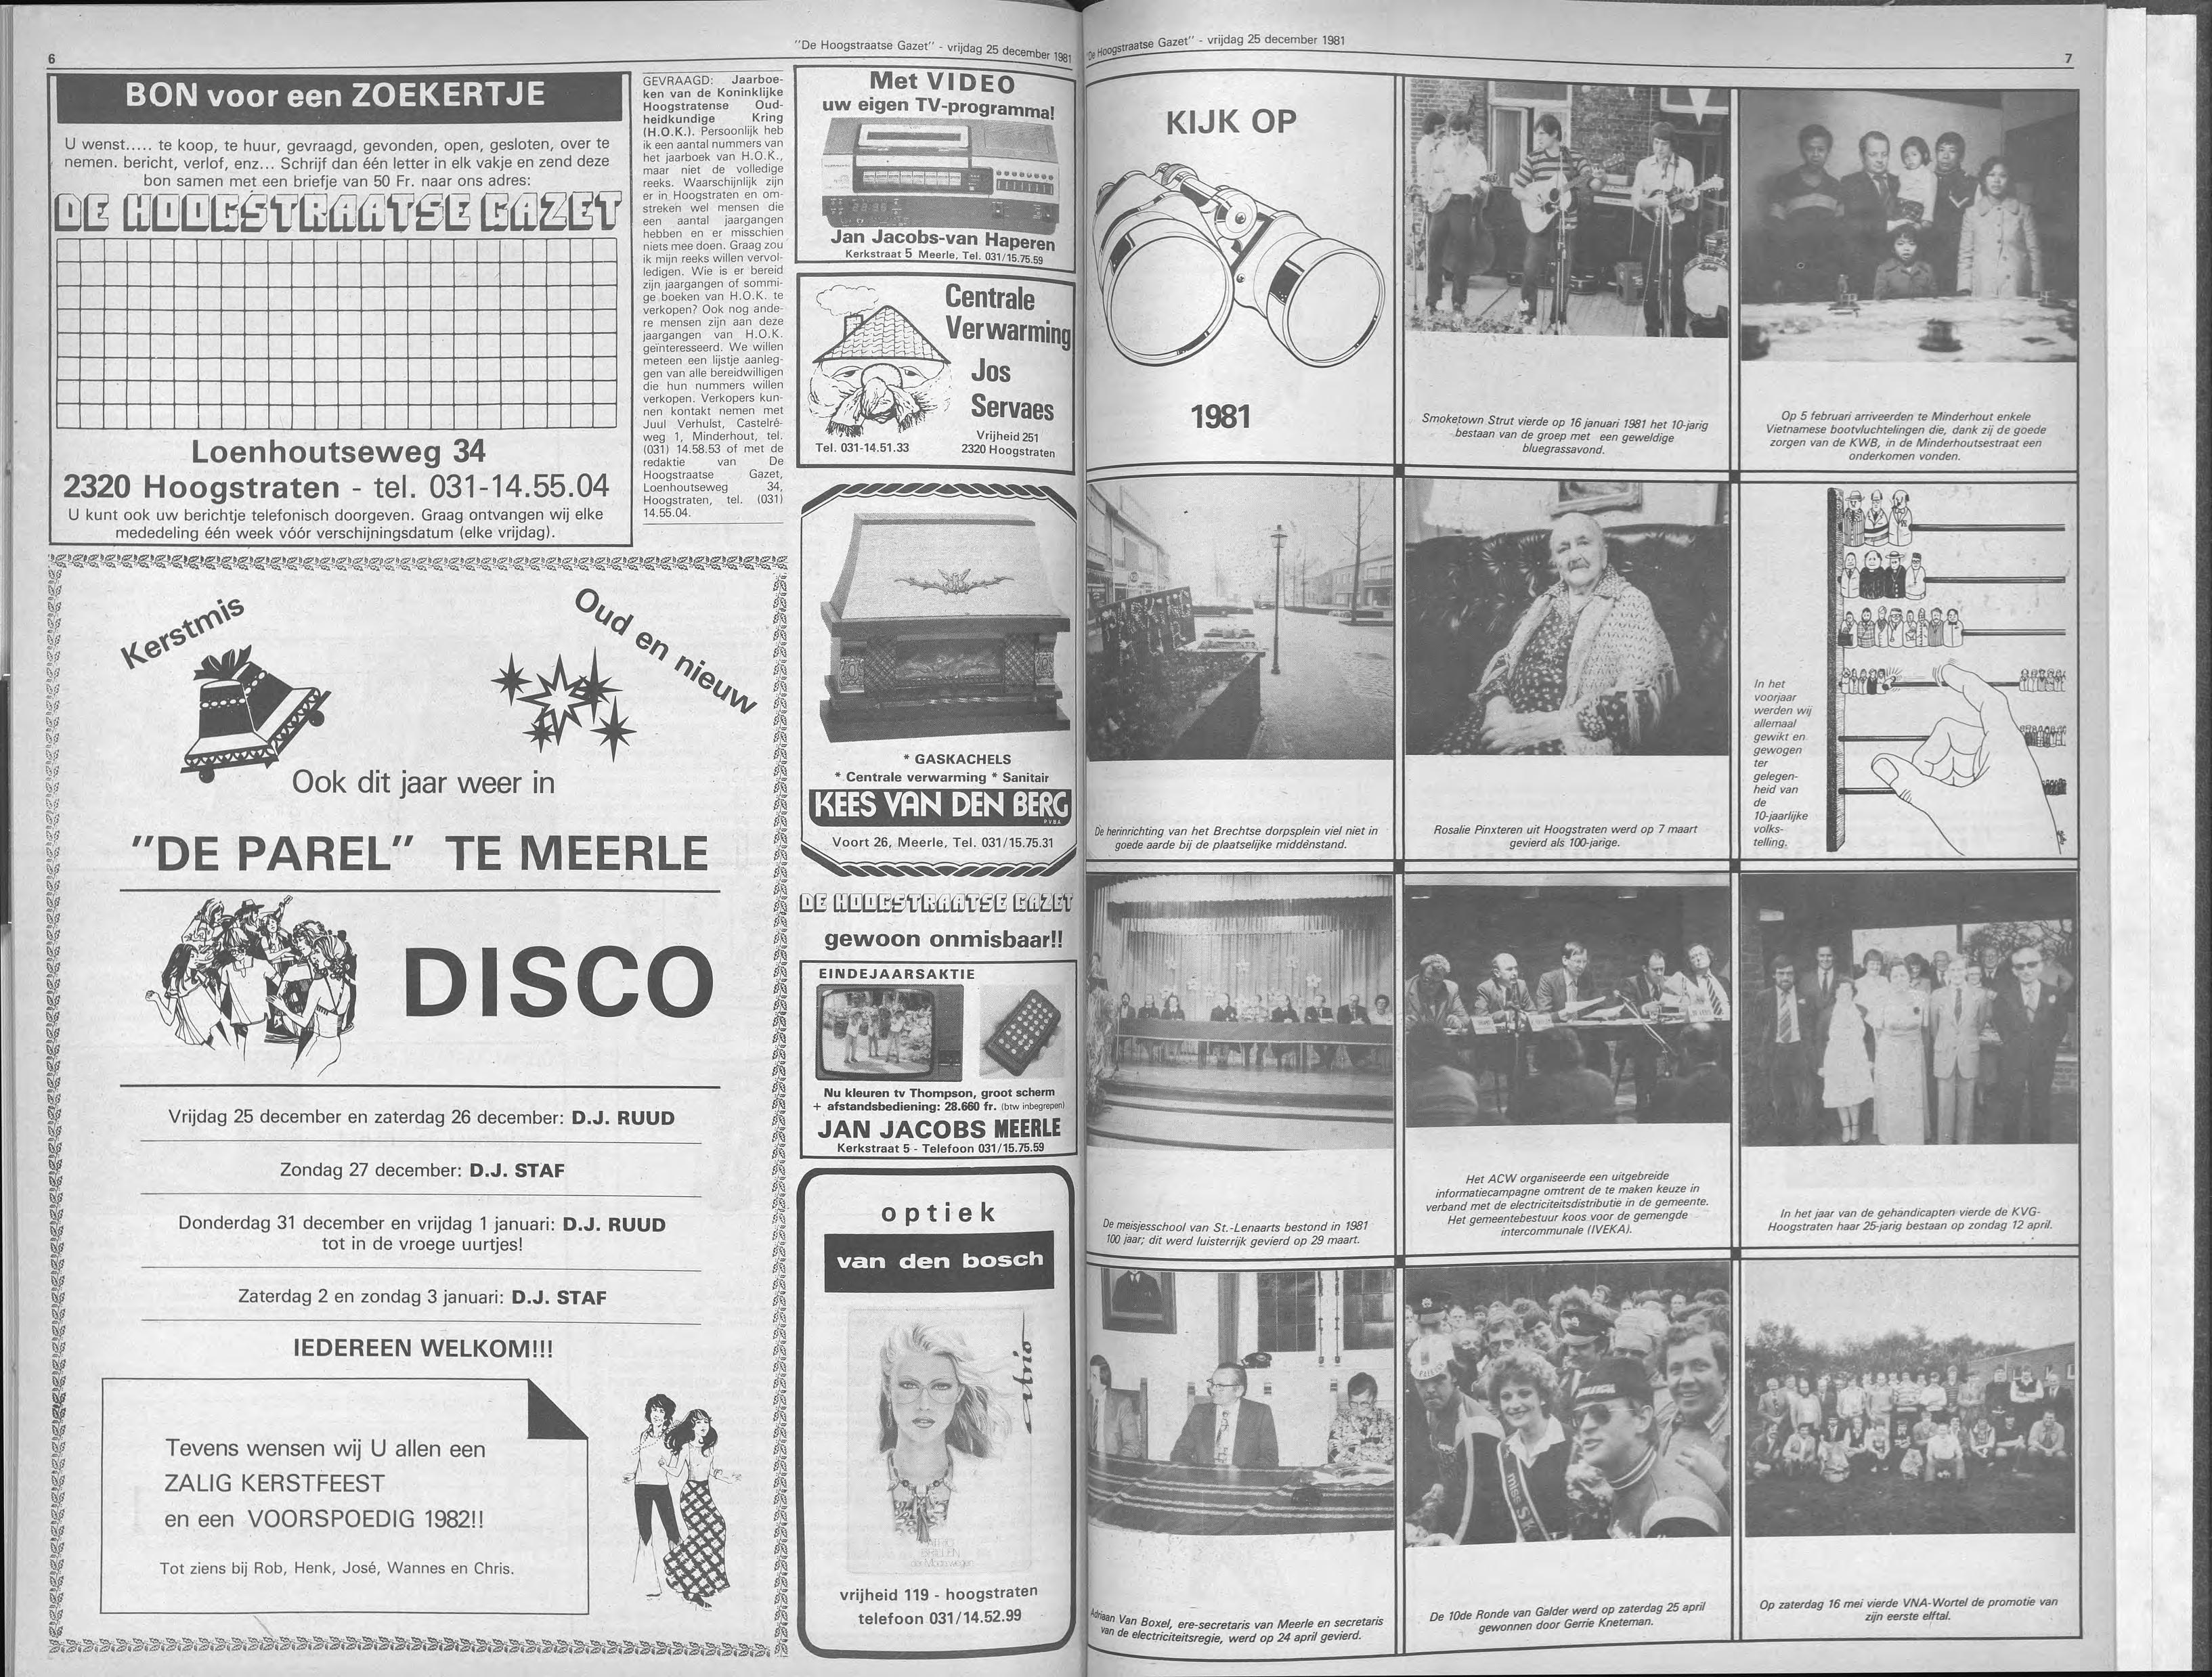 6
"De Hoogstraatse Gazet" - vrijdag 25 december 1981
BON voor een ZOEKERTJE
U wenst..... te koop, te huur, gevraagd, gevonden, open, gesloten, over te
nemen. bericht, verlof, enz... Schrijf dan één letter in elk vakje en zend deze
bon samen met een briefje van 50 Fr. naar ons adres:
DE HOOGSTRAATSE GAZET
Loenhoutseweg 34
2320 Hoogstraten - tel. 031-14.55.04
U kunt ook uw berichtje telefonisch doorgeven. Graag ontvangen wij elke
mededeling één week vóór verschijningsdatum (elke vrijdag).
GEVRAAGD: Jaarboe-
ken van de Koninklijke
Hoogstratense Oud-
heidkundige Kring
(H.O.K.). Persoonlijk heb
ik een aantal nummers van
het jaarboek van H.O.K.,
maar niet de volledige
reeks. Waarschijnlijk zijn
er in Hoogstraten en om-
streken wel mensen die
een aantal jaargangen
hebben en er misschien
niets mee doen. Graag zou
ik mijn reeks willen vervol-
ledigen. Wie is er bereid
zijn jaargangen of sommi-
ge boeken van H.O.K. te
verkopen? Ook nog ande-
re mensen zijn aan deze
jaargangen van H.O.K.
geïnteresseerd. We willen
meteen een lijstje aanleg-
gen van alle bereidwilligen
die hun nummers willen
verkopen. Verkopers kun-
nen kontakt nemen met
Juul Verhulst, Castelré-
weg 1, Minderhout, tel.
(031) 14.58.53 of met de
redaktie van De
Hoogstraatse Gazet,
Loenhoutseweg 34,
Hoogstraten, tel. (031)
14.55.04.
Kerstmis
Oud en nieuw
Ook dit jaar weer in
"DE PAREL" TE MEERLE
DISCO
Vrijdag 25 december en zaterdag 26 december: D.J. RUUD
Zondag 27 december: D.J. STAF
Donderdag 31 december en vrijdag 1 januari: D.J. RUUD
tot in de vroege uurtjes!
Zaterdag 2 en zondag 3 januari: D.J. STAF
IEDEREEN WELKOM!!!
Tevens wensen wij U allen een
ZALIG KERSTFEEST
en een VOORSPOEDIG 1982!!
Tot ziens bij Rob, Henk, José, Wannes en Chris.
Met VIDEO
uw eigen TV-programma!
Jan Jacobs-van Haperen
Kerkstraat 5 Meerle, Tel. 031/15.75.59
Centrale
Verwarming
Jos
Servaes
Tel. 031-14.51.33
Vrijheid 251
2320 Hoogstraten
* GASKACHELS
* Centrale verwarming * Sanitair
KEES VAN DEN BERG
PVBA
Voort 26, Meerle, Tel. 031/15.75.31
DE HOOGSTRAATSE GAZET
gewoon onmisbaar!!
EINDEJAARSAKTIE
Nu kleuren tv Thompson, groot scherm
+ afstandsbediening: 28.660 fr. (btw inbegrepen)
JAN JACOBS MEERLE
Kerkstraat 5 - Telefoon 031/15.75.59
optiek
van den bosch
atrio
vrijheid 119 - hoogstraten
telefoon 031/14.52.99
"De Hoogstraatse Gazet" - vrijdag 25 december 1981
7
KIJK OP
1981
Smoketown Strut vierde op 16 januari 1981 het 10-jarig
bestaan van de groep met een geweldige
bluegrassavond.
Op 5 februari arriveerden te Minderhout enkele
Vietnamese bootvluchtelingen die, dank zij de goede
zorgen van de KWB, in de Minderhoutsestraat een
onderkomen vonden.
De herinrichting van het Brechtse dorpsplein viel niet in
goede aarde bij de plaatselijke middenstand.
Rosalie Pinxteren uit Hoogstraten werd op 7 maart
gevierd als 100-jarige.
In het
voorjaar
werden wij
allemaal
gewikt en
gewogen
ter
gelegen-
heid van
de
10-jaarlijke
volks-
telling.
De meisjesschool van St.-Lenaarts bestond in 1981
100 jaar; dit werd luisterrijk gevierd op 29 maart.
Het ACW organiseerde een uitgebreide
informatiecampagne omtrent de te maken keuze in
verband met de electriciteitsdistributie in de gemeente.
Het gemeentebestuur koos voor de gemengde
intercommunale (IVEKA).
In het jaar van de gehandicapten vierde de KVG-
Hoogstraten haar 25-jarig bestaan op zondag 12 april.
Adriaan Van Boxel, ere-secretaris van Meerle en secretaris
van de electriciteitsregie, werd op 24 april gevierd.
miss SK
De 10de Ronde van Galder werd op zaterdag 25 april
gewonnen door Gerrie Kneteman.
Op zaterdag 16 mei vierde VNA-Wortel de promotie van
zijn eerste elftal.